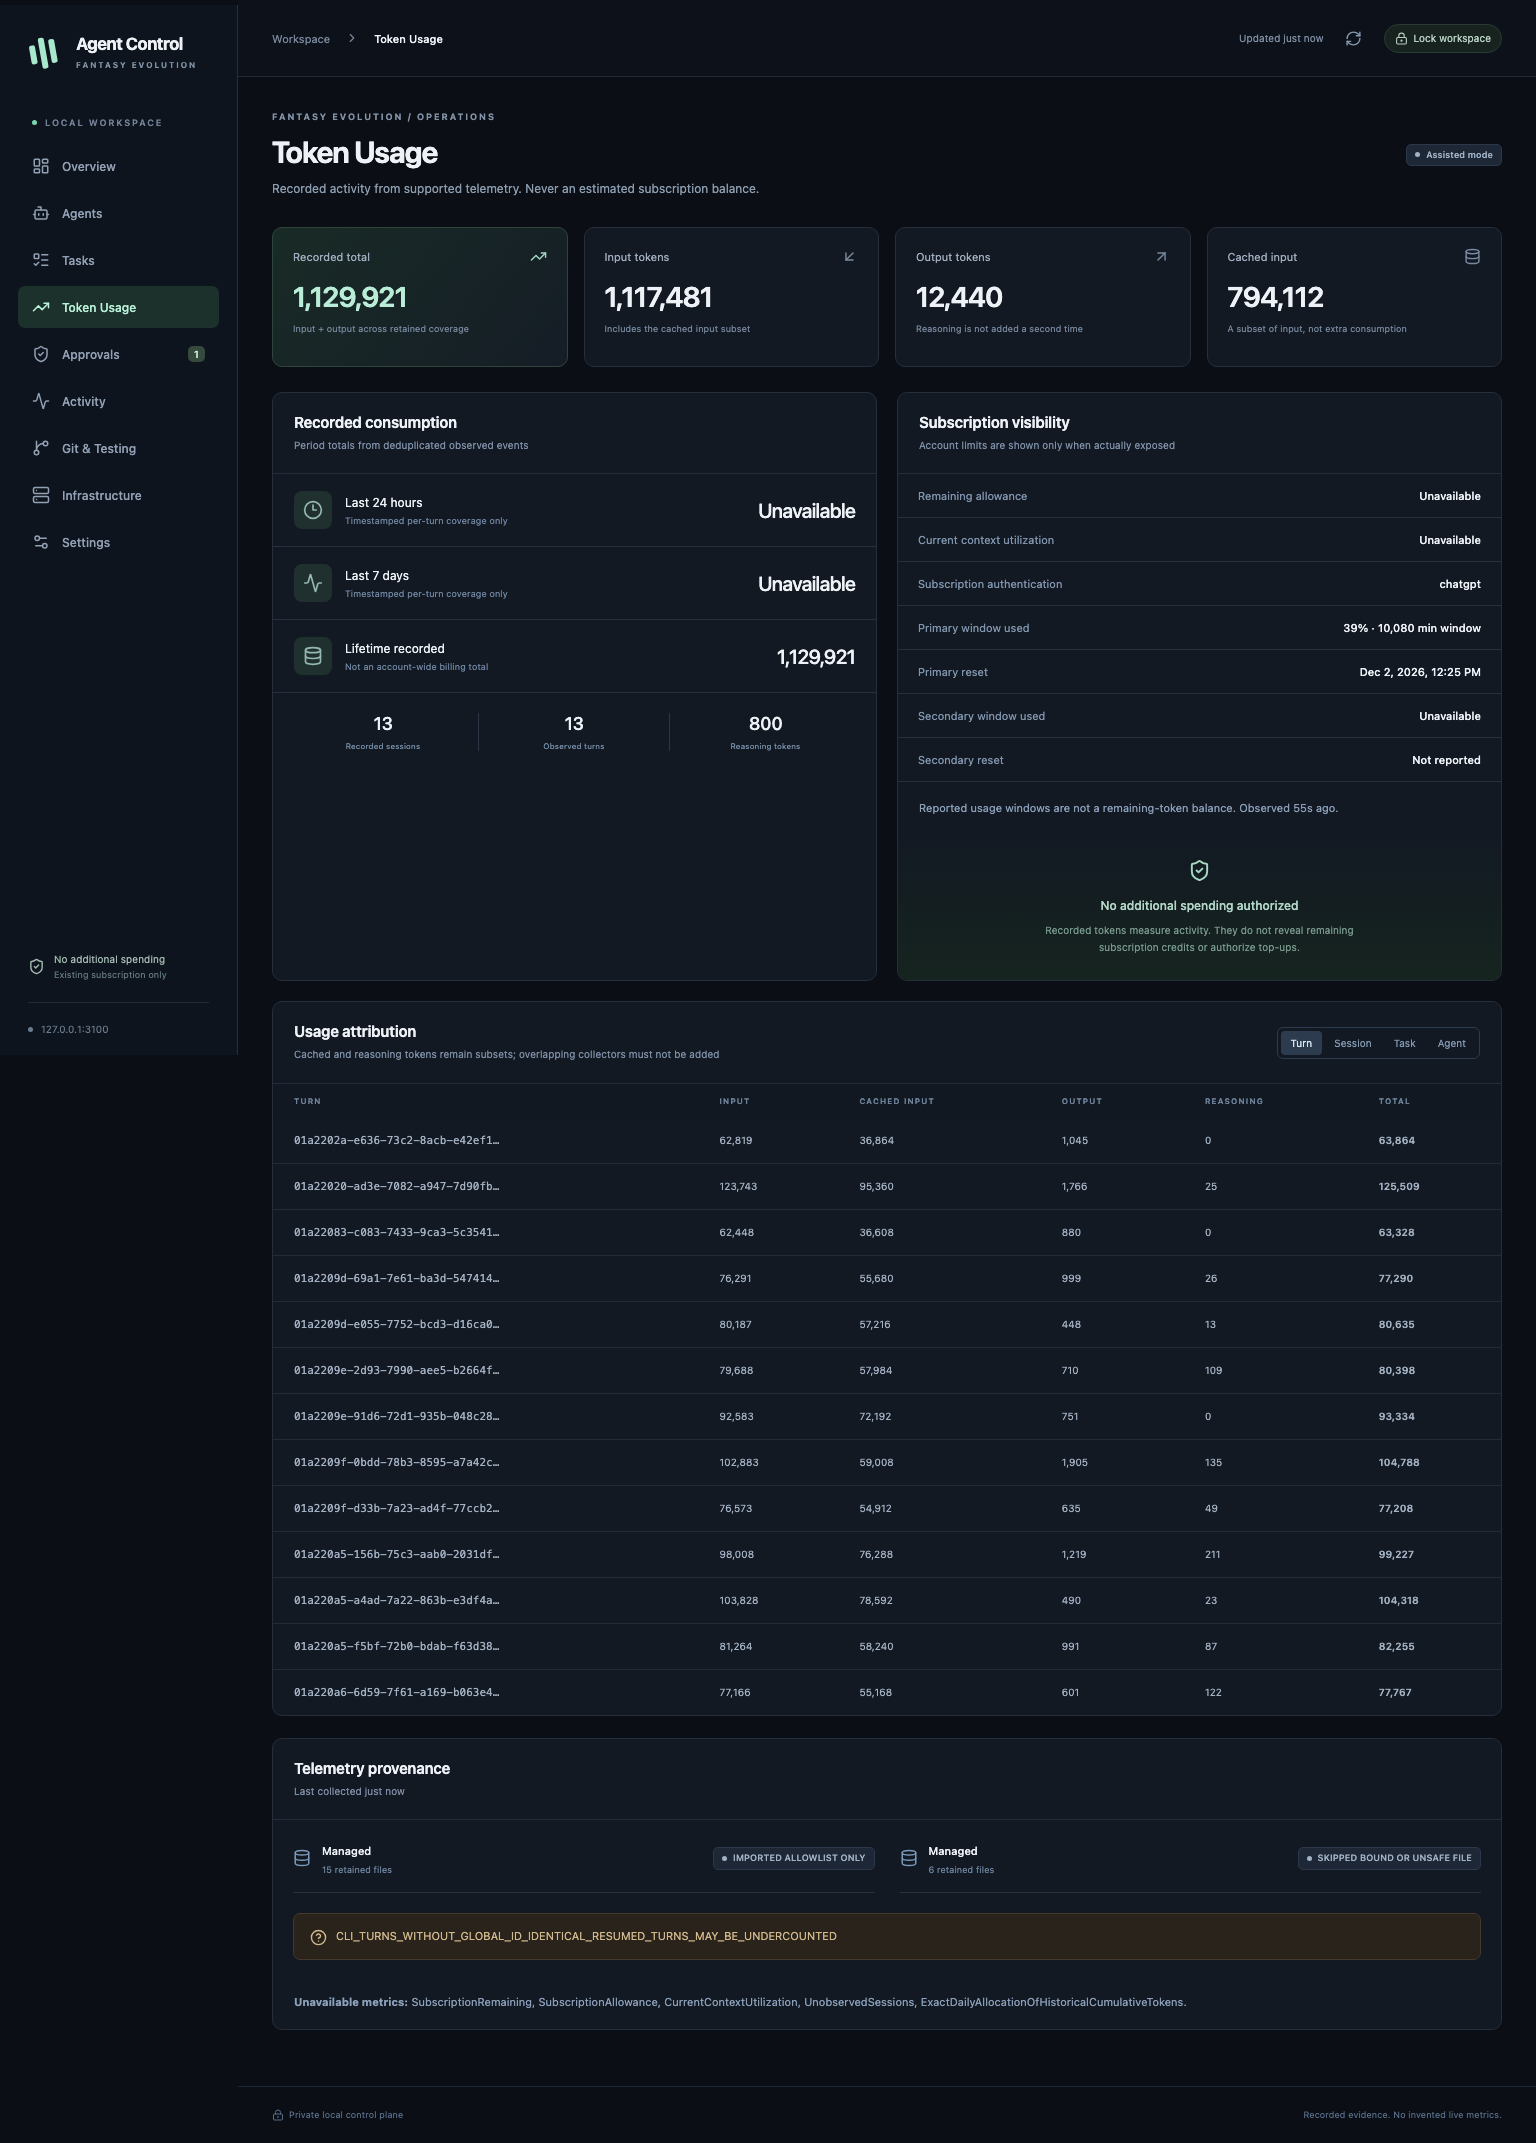 Agent Control
FANTASY EVOLUTION
LOCAL WORKSPACE
Overview
Agents
Tasks
Token Usage
Approvals 1
Activity
Git & Testing
Infrastructure
Settings
No additional spending
Existing subscription only
127.0.0.1:3100
Workspace > Token Usage
Updated just now
Lock workspace
FANTASY EVOLUTION / OPERATIONS
Token Usage
Assisted mode
Recorded activity from supported telemetry. Never an estimated subscription balance.
Recorded total
1,129,921
Input + output across retained coverage
Input tokens
1,117,481
Includes the cached input subset
Output tokens
12,440
Reasoning is not added a second time
Cached input
794,112
A subset of input, not extra consumption
Recorded consumption
Period totals from deduplicated observed events
Last 24 hours
Timestamped per-turn coverage only
Unavailable
Last 7 days
Timestamped per-turn coverage only
Unavailable
Lifetime recorded
Not an account-wide billing total
1,129,921
13
Recorded sessions
13
Observed turns
800
Reasoning tokens
Subscription visibility
Account limits are shown only when actually exposed
Remaining allowance Unavailable
Current context utilization Unavailable
Subscription authentication chatgpt
Primary window used 39% · 10,080 min window
Primary reset Dec 2, 2026, 12:25 PM
Secondary window used Unavailable
Secondary reset Not reported
Reported usage windows are not a remaining-token balance. Observed 55s ago.
No additional spending authorized
Recorded tokens measure activity. They do not reveal remaining
subscription credits or authorize top-ups.
Usage attribution
Cached and reasoning tokens remain subsets; overlapping collectors must not be added
Turn Session Task Agent
TURN INPUT CACHED INPUT OUTPUT REASONING TOTAL
01a2202a-e636-73c2-8acb-e42ef1… 62,819 36,864 1,045 0 63,864
01a22020-ad3e-7082-a947-7d90fb… 123,743 95,360 1,766 25 125,509
01a22083-c083-7433-9ca3-5c3541… 62,448 36,608 880 0 63,328
01a2209d-69a1-7e61-ba3d-547414… 76,291 55,680 999 26 77,290
01a2209d-e055-7752-bcd3-d16ca0… 80,187 57,216 448 13 80,635
01a2209e-2d93-7990-aee5-b2664f… 79,688 57,984 710 109 80,398
01a2209e-91d6-72d1-935b-048c28… 92,583 72,192 751 0 93,334
01a2209f-0bdd-78b3-8595-a7a42c… 102,883 59,008 1,905 135 104,788
01a2209f-d33b-7a23-ad4f-77ccb2… 76,573 54,912 635 49 77,208
01a220a5-156b-75c3-aab0-2031df… 98,008 76,288 1,219 211 99,227
01a220a5-a4ad-7a22-863b-e3df4a… 103,828 78,592 490 23 104,318
01a220a5-f5bf-72b0-bdab-f63d38… 81,264 58,240 991 87 82,255
01a220a6-6d59-7f61-a169-b063e4… 77,166 55,168 601 122 77,767
Telemetry provenance
Last collected just now
Managed
15 retained files
IMPORTED ALLOWLIST ONLY
Managed
6 retained files
SKIPPED BOUND OR UNSAFE FILE
CLI_TURNS_WITHOUT_GLOBAL_ID_IDENTICAL_RESUMED_TURNS_MAY_BE_UNDERCOUNTED
Unavailable metrics: SubscriptionRemaining, SubscriptionAllowance, CurrentContextUtilization, UnobservedSessions, ExactDailyAllocationOfHistoricalCumulativeTokens.
Private local control plane
Recorded evidence. No invented live metrics.